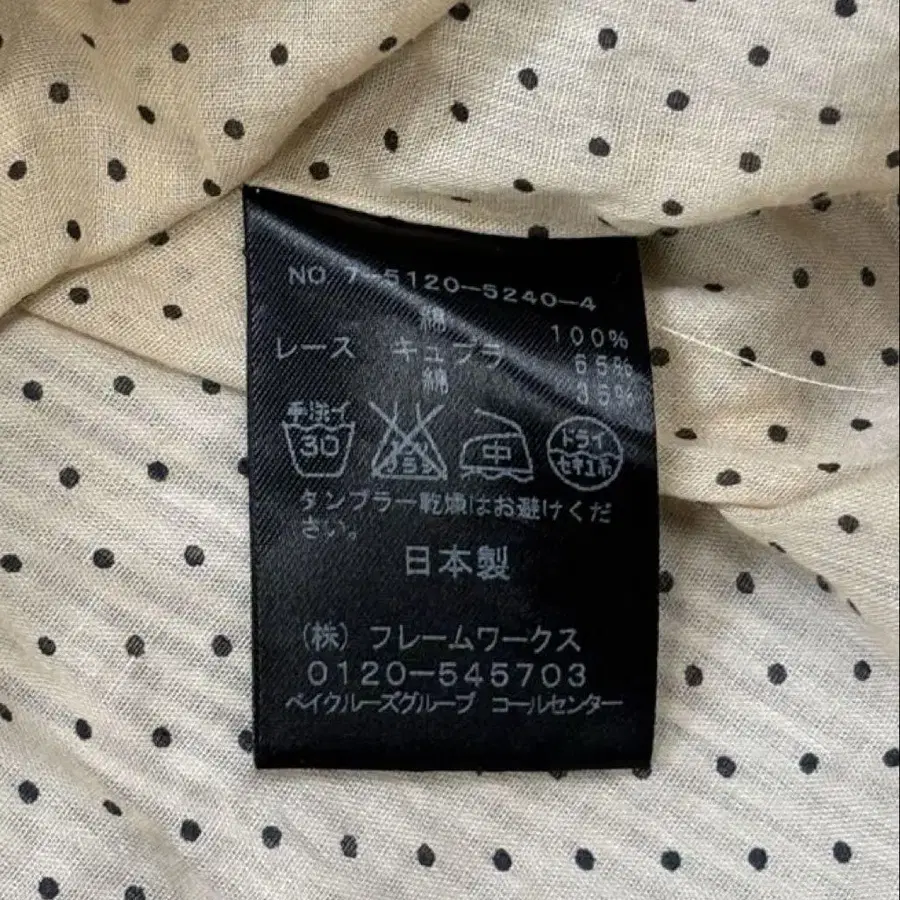 NO 7-5120-5240-4
綿 100%
レース キュプラ 65%
綿 35%
手洗イ
30
中
ドライ
セキユ系
タンブラー乾燥はお避けくだ
さい。
日本製
(株) フレームワークス
0120-545703
ベイクルーズグループ コールセンター